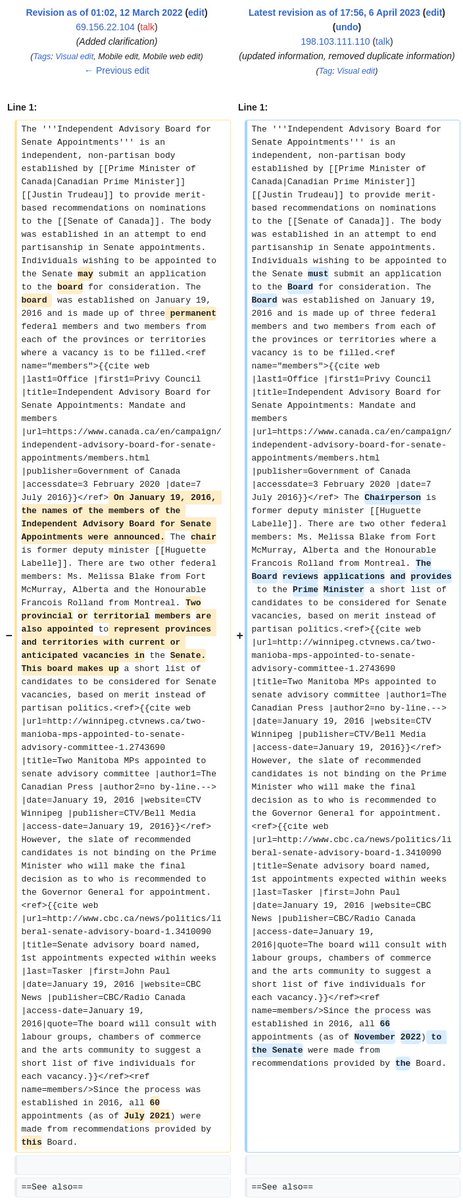 Revision as of 01:02, 12 March 2022 (edit)
69.156.22.104 (talk)
(Added clarification)
(Tags: Visual edit, Mobile edit, Mobile web edit)
← Previous edit
Latest revision as of 17:56, 6 April 2023 (edit)
(undo)
198.103.111.110 (talk)
(updated information, removed duplicate information)
(Tag: Visual edit)
Line 1:
Line 1:
−
The '''Independent Advisory Board for
Senate Appointments''' is an
independent, non-partisan body
established by [[Prime Minister of
Canada|Canadian Prime Minister]]
[[Justin Trudeau]] to provide merit-
based recommendations on nominations
to the [[Senate of Canada]]. The body
was established in an attempt to end
partisanship in Senate appointments.
Individuals wishing to be appointed to
the Senate may submit an application
to the board for consideration. The
board  was established on January 19,
2016 and is made up of three permanent
federal members and two members from
each of the provinces or territories
where a vacancy is to be filled.<ref
name="members">{{cite web
|last1=Office |first1=Privy Council
|title=Independent Advisory Board for
Senate Appointments: Mandate and
members
|url=https://www.canada.ca/en/campaign/
independent-advisory-board-for-senate-
appointments/members.html
|publisher=Government of Canada
|accessdate=3 February 2020 |date=7
July 2016}}</ref> On January 19, 2016,
the names of the members of the
Independent Advisory Board for Senate
Appointments were announced. The chair
is former deputy minister [[Huguette
Labelle]]. There are two other federal
members: Ms. Melissa Blake from Fort
McMurray, Alberta and the Honourable
Francois Rolland from Montreal. Two
provincial or territorial members are
also appointed to represent provinces
and territories with current or
anticipated vacancies in the Senate.
This board makes up a short list of
candidates to be considered for Senate
vacancies, based on merit instead of
partisan politics.<ref>{{cite web
|url=http://winnipeg.ctvnews.ca/two-
manioba-mps-appointed-to-senate-
advisory-committee-1.2743690
|title=Two Manitoba MPs appointed to
senate advisory committee |author1=The
Canadian Press |author2=no by-line.-->
|date=January 19, 2016 |website=CTV
Winnipeg |publisher=CTV/Bell Media
|access-date=January 19, 2016}}</ref>
However, the slate of recommended
candidates is not binding on the Prime
Minister who will make the final
decision as to who is recommended to
the Governor General for appointment.
<ref>{{cite web
|url=http://www.cbc.ca/news/politics/li
beral-senate-advisory-board-1.3410090
|title=Senate advisory board named,
1st appointments expected within weeks
|last=Tasker |first=John Paul
|date=January 19, 2016 |website=CBC
News |publisher=CBC/Radio Canada
|access-date=January 19,
2016|quote=The board will consult with
labour groups, chambers of commerce
and the arts community to suggest a
short list of five individuals for
each vacancy.}}</ref><ref
name=members/>Since the process was
established in 2016, all 60
appointments (as of July 2021) were
made from recommendations provided by
this Board.
+
The '''Independent Advisory Board for
Senate Appointments''' is an
independent, non-partisan body
established by [[Prime Minister of
Canada|Canadian Prime Minister]]
[[Justin Trudeau]] to provide merit-
based recommendations on nominations
to the [[Senate of Canada]]. The body
was established in an attempt to end
partisanship in Senate appointments.
Individuals wishing to be appointed to
the Senate must submit an application
to the Board for consideration. The
Board was established on January 19,
2016 and is made up of three federal
members and two members from each of
the provinces or territories where a
vacancy is to be filled.<ref
name="members">{{cite web
|last1=Office |first1=Privy Council
|title=Independent Advisory Board for
Senate Appointments: Mandate and
members
|url=https://www.canada.ca/en/campaign/
independent-advisory-board-for-senate-
appointments/members.html
|publisher=Government of Canada
|accessdate=3 February 2020 |date=7
July 2016}}</ref> The Chairperson is
former deputy minister [[Huguette
Labelle]]. There are two other federal
members: Ms. Melissa Blake from Fort
McMurray, Alberta and the Honourable
Francois Rolland from Montreal. The
Board reviews applications and provides
to the Prime Minister a short list of
candidates to be considered for Senate
vacancies, based on merit instead of
partisan politics.<ref>{{cite web
|url=http://winnipeg.ctvnews.ca/two-
manioba-mps-appointed-to-senate-
advisory-committee-1.2743690
|title=Two Manitoba MPs appointed to
senate advisory committee |author1=The
Canadian Press |author2=no by-line.-->
|date=January 19, 2016 |website=CTV
Winnipeg |publisher=CTV/Bell Media
|access-date=January 19, 2016}}</ref>
However, the slate of recommended
candidates is not binding on the Prime
Minister who will make the final
decision as to who is recommended to
the Governor General for appointment.
<ref>{{cite web
|url=http://www.cbc.ca/news/politics/li
beral-senate-advisory-board-1.3410090
|title=Senate advisory board named,
1st appointments expected within weeks
|last=Tasker |first=John Paul
|date=January 19, 2016 |website=CBC
News |publisher=CBC/Radio Canada
|access-date=January 19,
2016|quote=The board will consult with
labour groups, chambers of commerce
and the arts community to suggest a
short list of five individuals for
each vacancy.}}</ref><ref
name=members/>Since the process was
established in 2016, all 66
appointments (as of November 2022) to
the Senate were made from
recommendations provided by the Board.
==See also==
==See also==